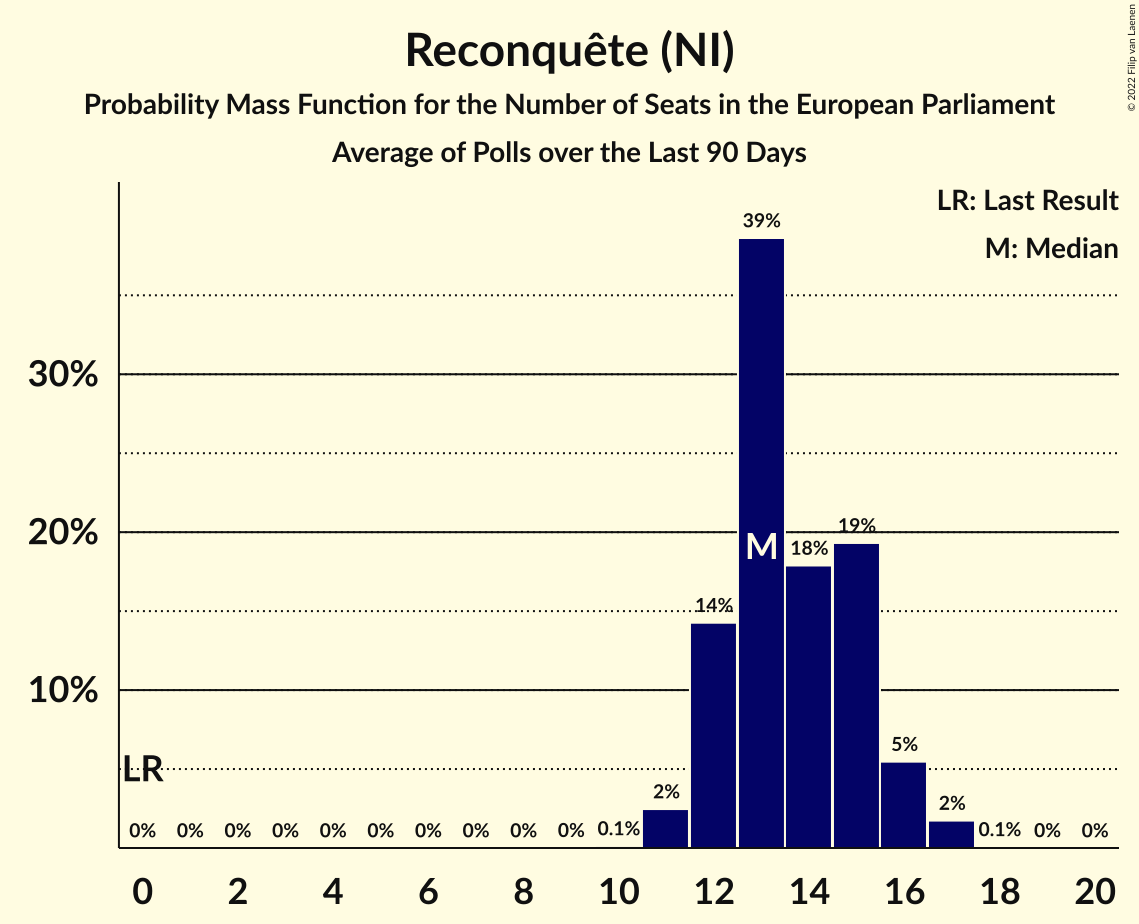 Reconquête (NI)
Probability Mass Function for the Number of Seats in the European Parliament
Average of Polls over the Last 90 Days
© 2022 Filip van Laenen
LR: Last Result
M: Median
39%
30%
20%
19%
M
18%
14%
10%
LR
5%
2%
2%
0% 0% 0% 0% 0% 0% 0% 0% 0% 0% 0.1% 0.1% 0% 0%
0 2 4 6 8 10 12 14 16 18 20